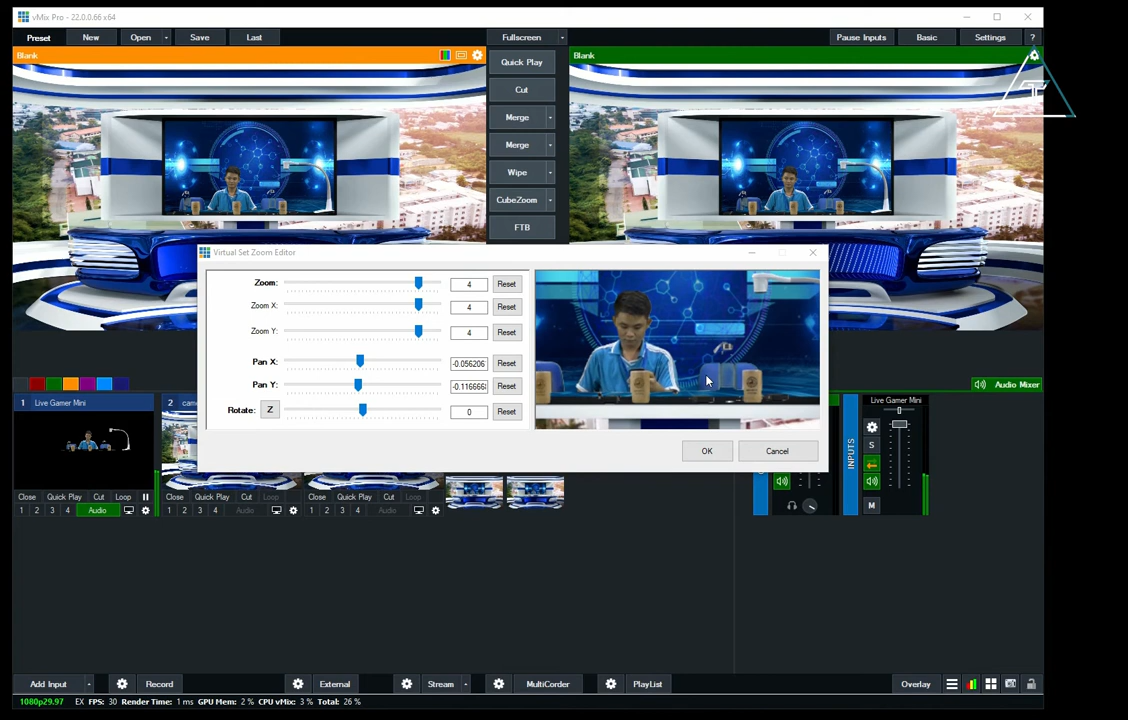 vMix Pro - 22.0.0.66 x64
Preset
New
Open
Save
Last
Fullscreen
Pause Inputs
Basic
Settings
?
Blank
Blank
Quick Play
Cut
Merge
Merge
Wipe
CubeZoom
FTB
Virtual Set Zoom Editor
Zoom:
4
Reset
Zoom X:
4
Reset
Zoom Y:
4
Reset
Pan X:
-0.056206
Reset
Pan Y:
Reset
Rotate:
Z
0
Reset
OK
Cancel
Audio Mixer
1 Live Gamer Mini
2
Live Gamer Mini
INPUTS
S
M
Close Quick Play Cut Loop
Close Quick Play Cut Loop
Close Quick Play Cut Loop
1 2 3 4 Audio
1 2 3 4 Audio
1 2 3 4 Audio
Add Input
Record
External
Stream
MultiCorder
PlayList
Overlay
1080p29.97 EX FPS: 30 Render Time: 1 ms GPU Mem: 2 % CPU vMix: 3 % Total: 26 %